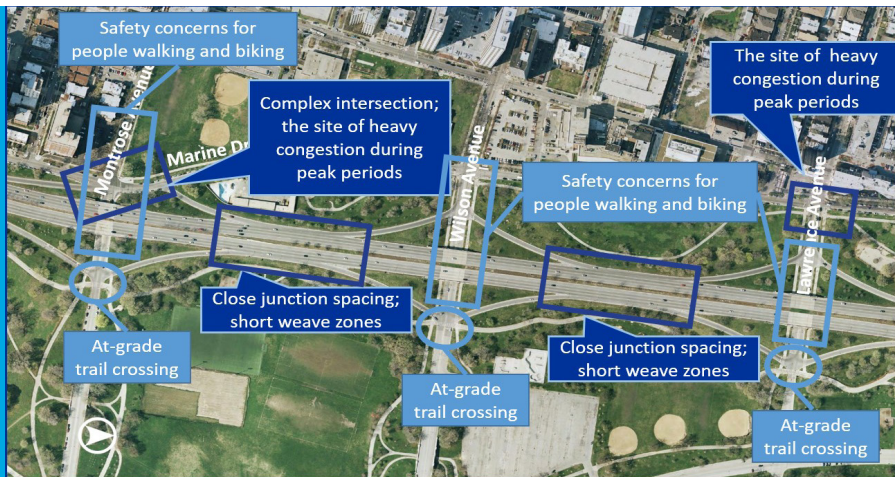 Safety concerns for
people walking and biking
The site of heavy
congestion during
peak periods
Complex intersection;
the site of heavy
congestion during
peak periods
Montrose Avenue
Marine Dr
Wilson Avenue
Safety concerns for
people walking and biking
Lawrence Avenue
Close junction spacing;
short weave zones
At-grade
trail crossing
Close junction spacing;
short weave zones
At-grade
trail crossing
At-grade
trail crossing